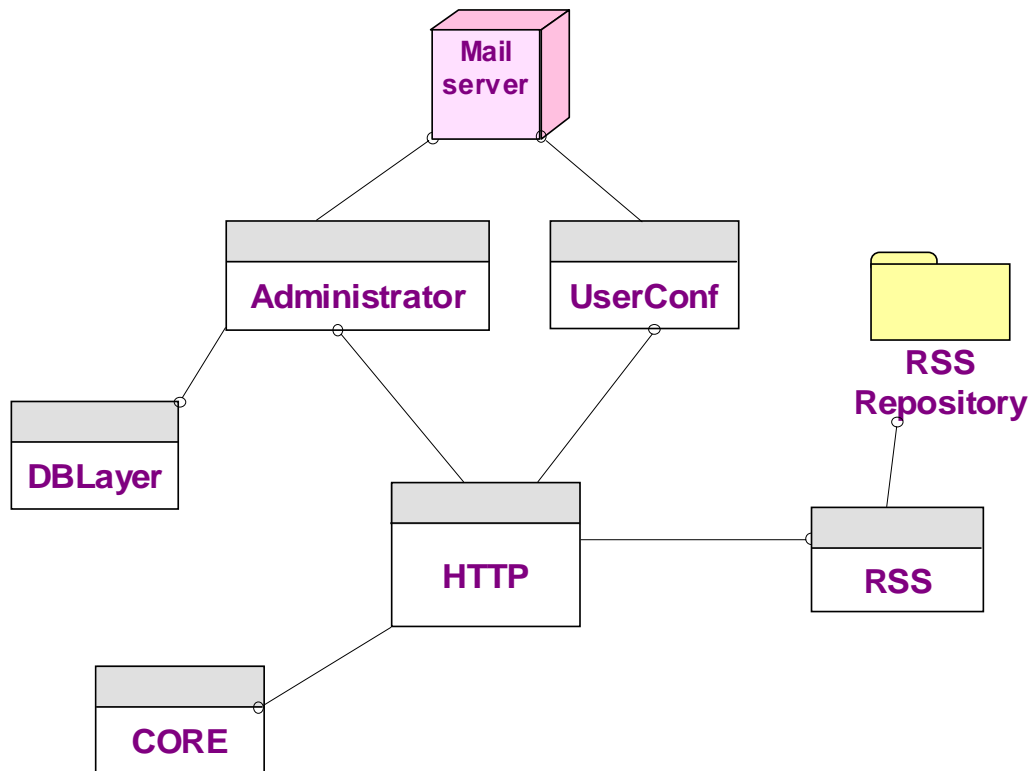 Mail
server
Administrator
UserConf
RSS
Repository
DBLayer
HTTP
RSS
CORE